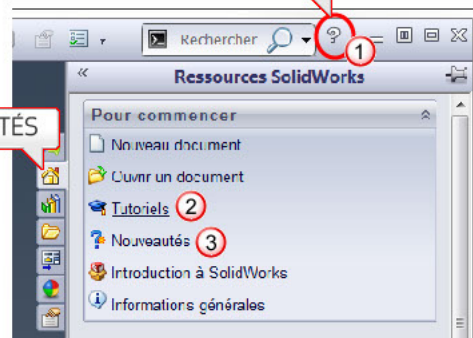 Rechercher
?
1
«
Ressources SolidWorks
TÉS
Pour commencer
Nouveau document
Ouvrir un document
Tutoriels 2
Nouveautés 3
Introduction à SolidWorks
Informations générales